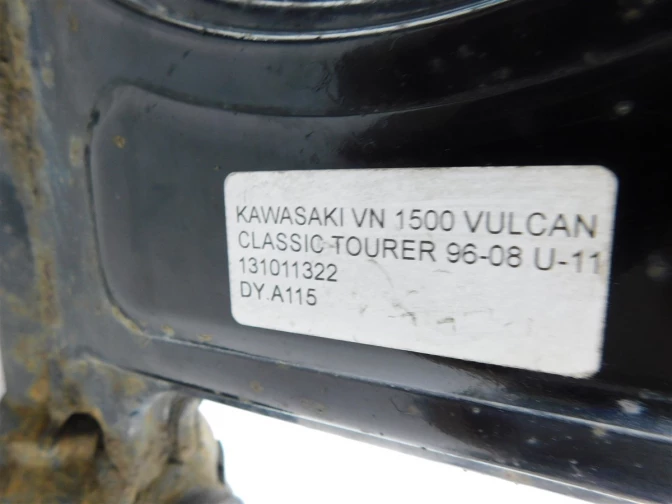 KAWASAKI VN 1500 VULCAN
CLASSIC TOURER 96-08 U-11
131011322
DY.A115